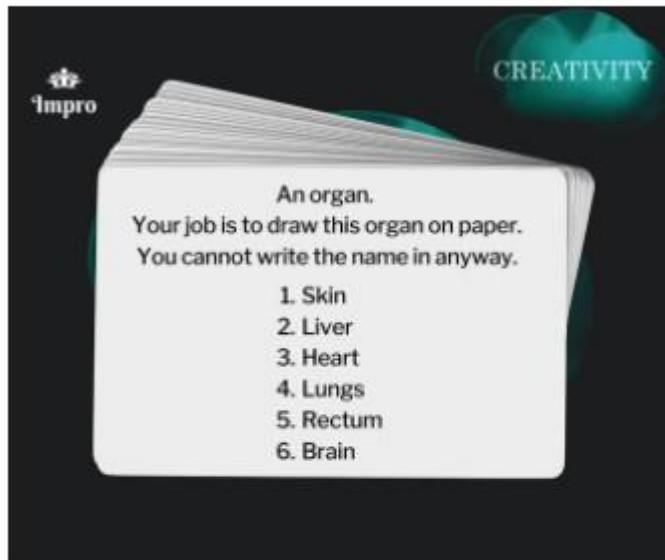 CREATIVITY
Impro
An organ.
Your job is to draw this organ on paper.
You cannot write the name in anyway.
1. Skin
2. Liver
3. Heart
4. Lungs
5. Rectum
6. Brain